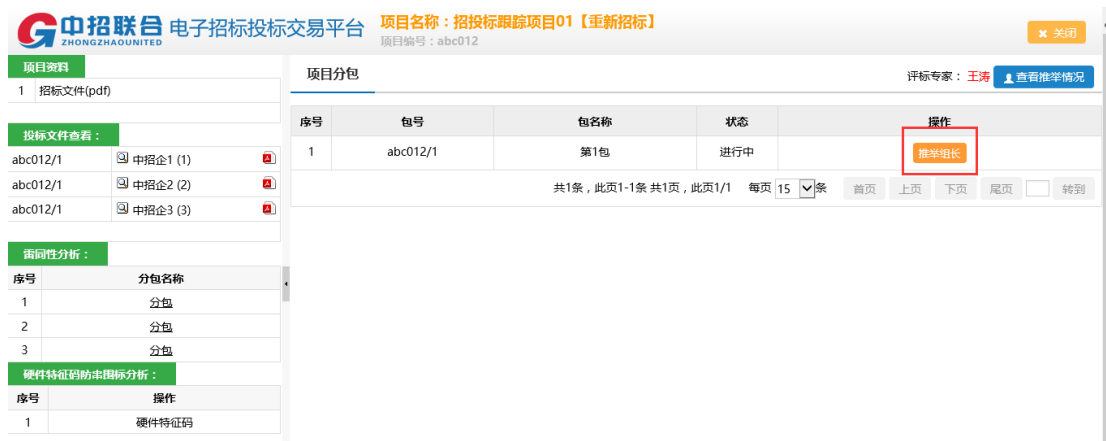 中招联合 电子招标投标交易平台
ZHONGZHAOUNITED
项目名称：招投标跟踪项目01【重新招标】
项目编号：abc012
✖ 关闭
项目资料
1 招标文件(pdf)
投标文件查看：
abc012/1 中招企1 (1)
abc012/1 中招企2 (2)
abc012/1 中招企3 (3)
雷同性分析：
序号 分包名称
1 分包
2 分包
3 分包
硬件特征码防串围标分析：
序号 操作
1 硬件特征码
项目分包
评标专家： 王涛 查看推举情况
序号 包号 包名称 状态 操作
1 abc012/1 第1包 进行中 推举组长
共1条，此页1-1条 共1页，此页1/1 每页 15 条 首页 上页 下页 尾页 转到